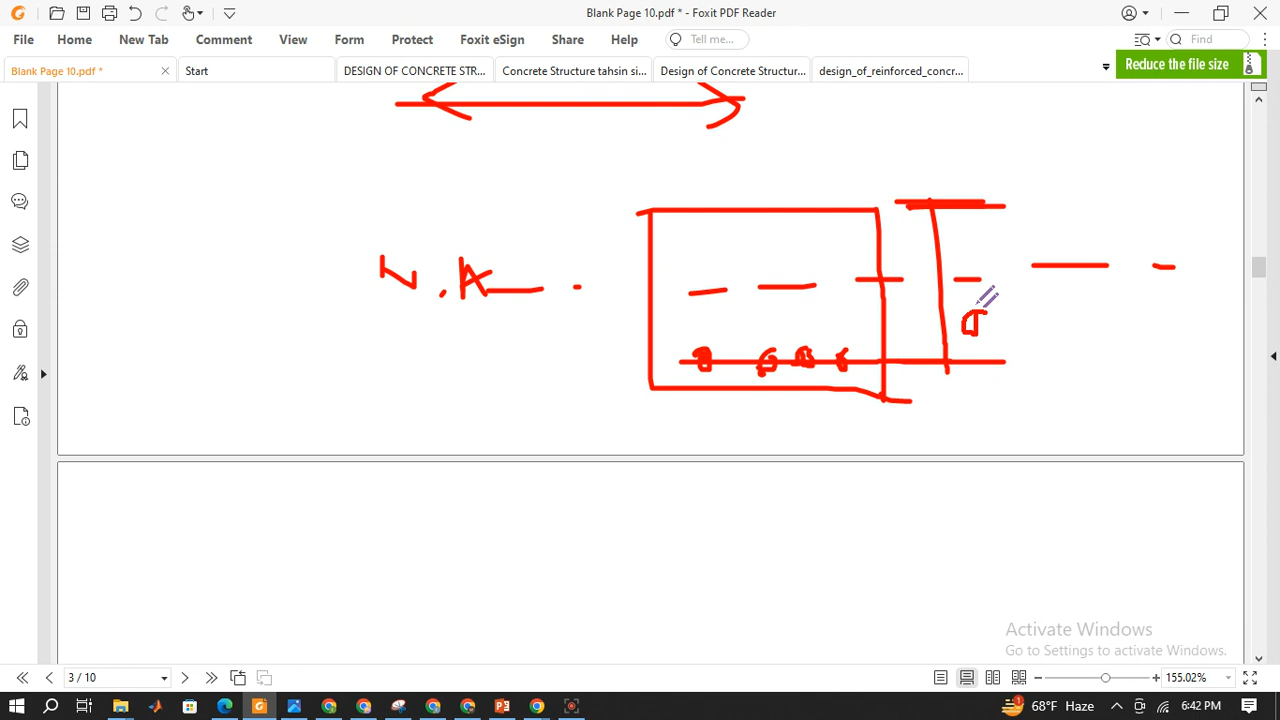 Blank Page 10.pdf * - Foxit PDF Reader
File Home New Tab Comment View Form Protect Foxit eSign Share Help Tell me... Find
Blank Page 10.pdf * Start DESIGN OF CONCRETE STR... Concrete Structure tahsin si... Design of Concrete Structur... design_of_reinforced_concr... Reduce the file size
N.A
d
Activate Windows
Go to Settings to activate Windows.
3 / 10 155.02%
68°F Haze 6:42 PM